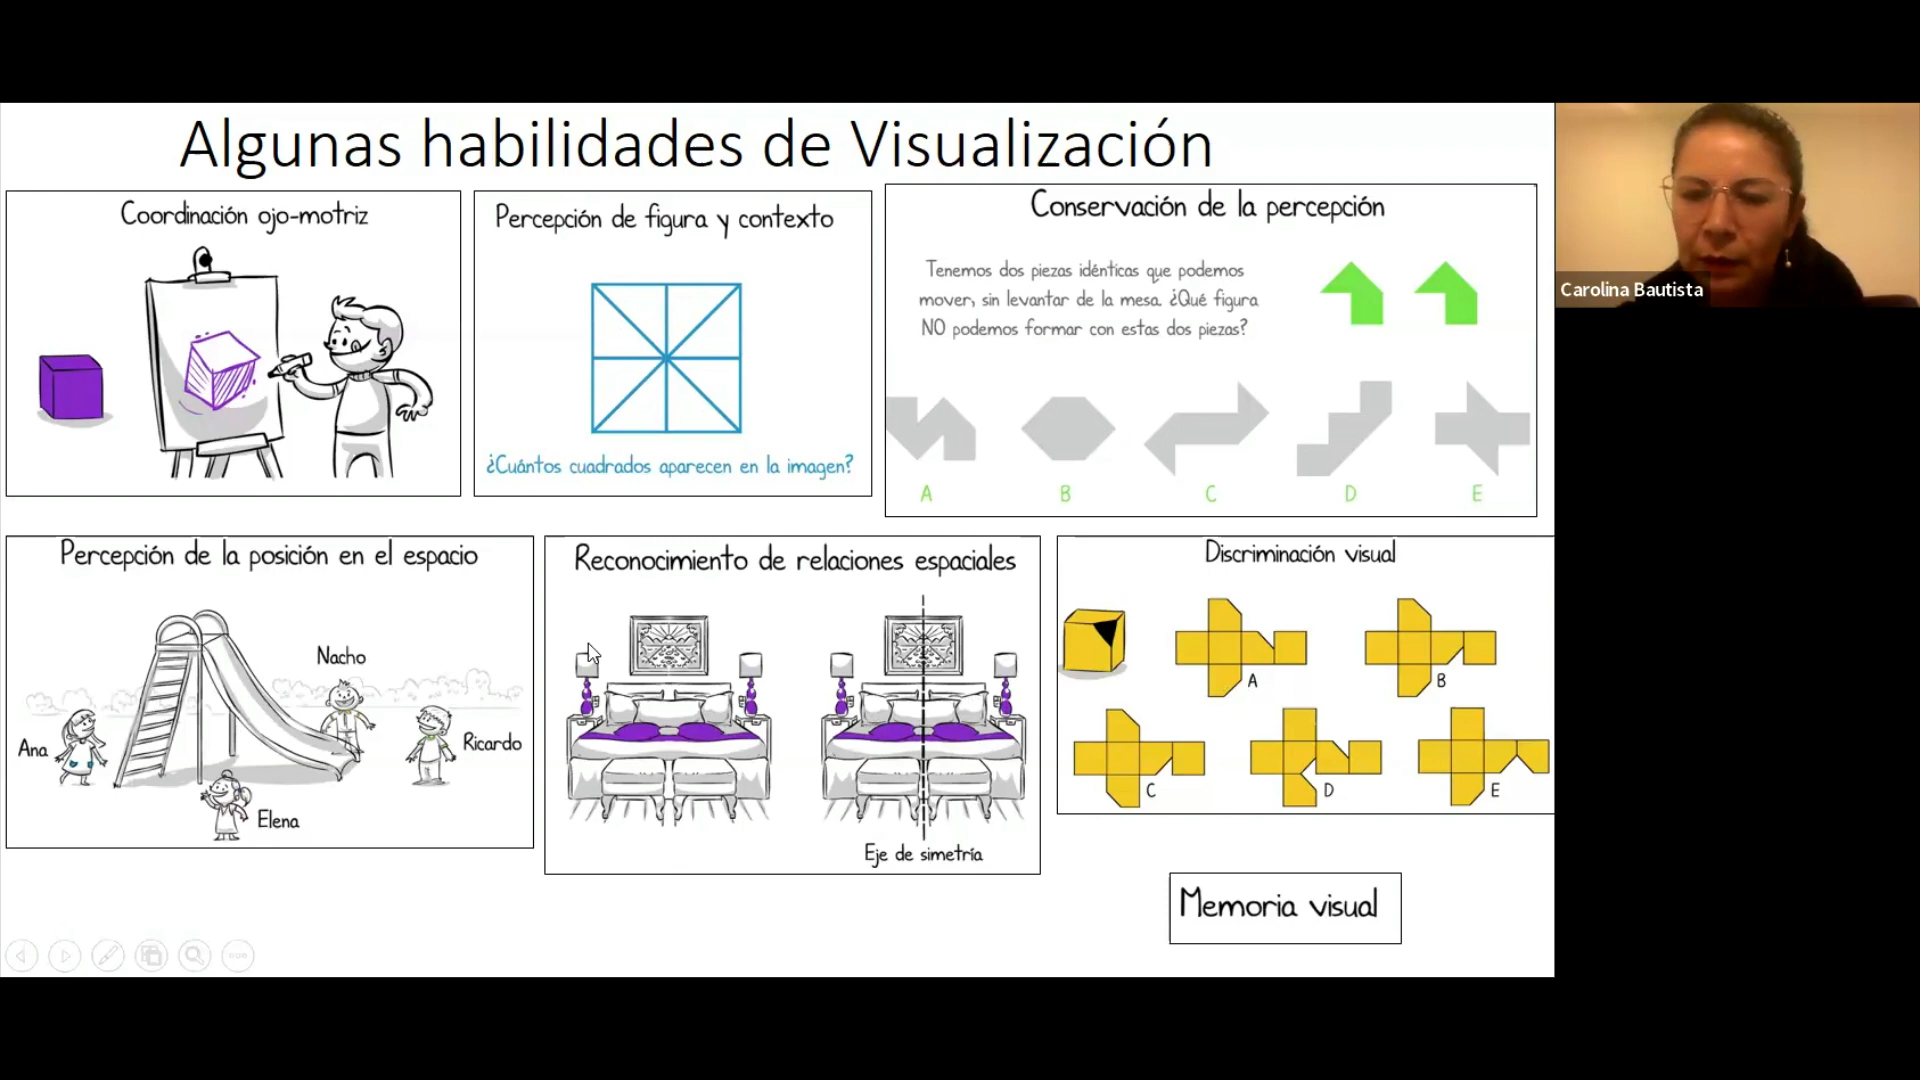 Algunas habilidades de Visualización
Coordinación ojo-motriz
Percepción de figura y contexto
¿Cuántos cuadrados aparecen en la imagen?
Conservación de la percepción
Tenemos dos piezas idénticas que podemos
mover, sin levantar de la mesa. ¿Qué figura
NO podemos formar con estas dos piezas?
A B C D E
Carolina Bautista
Percepción de la posición en el espacio
Nacho
Ana
Ricardo
Elena
Reconocimiento de relaciones espaciales
Eje de simetría
Discriminación visual
A B
C D E
Memoria visual